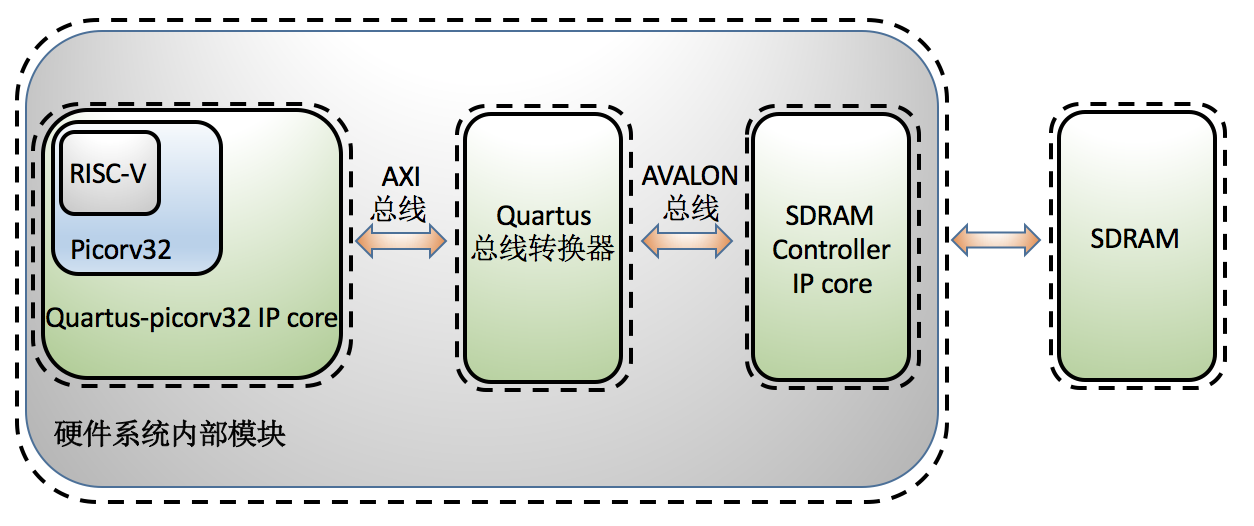 RISC-V
Picorv32
Quartus-picorv32 IP core
AXI
总线
Quartus
总线转换器
AVALON
总线
SDRAM
Controller
IP core
SDRAM
硬件系统内部模块